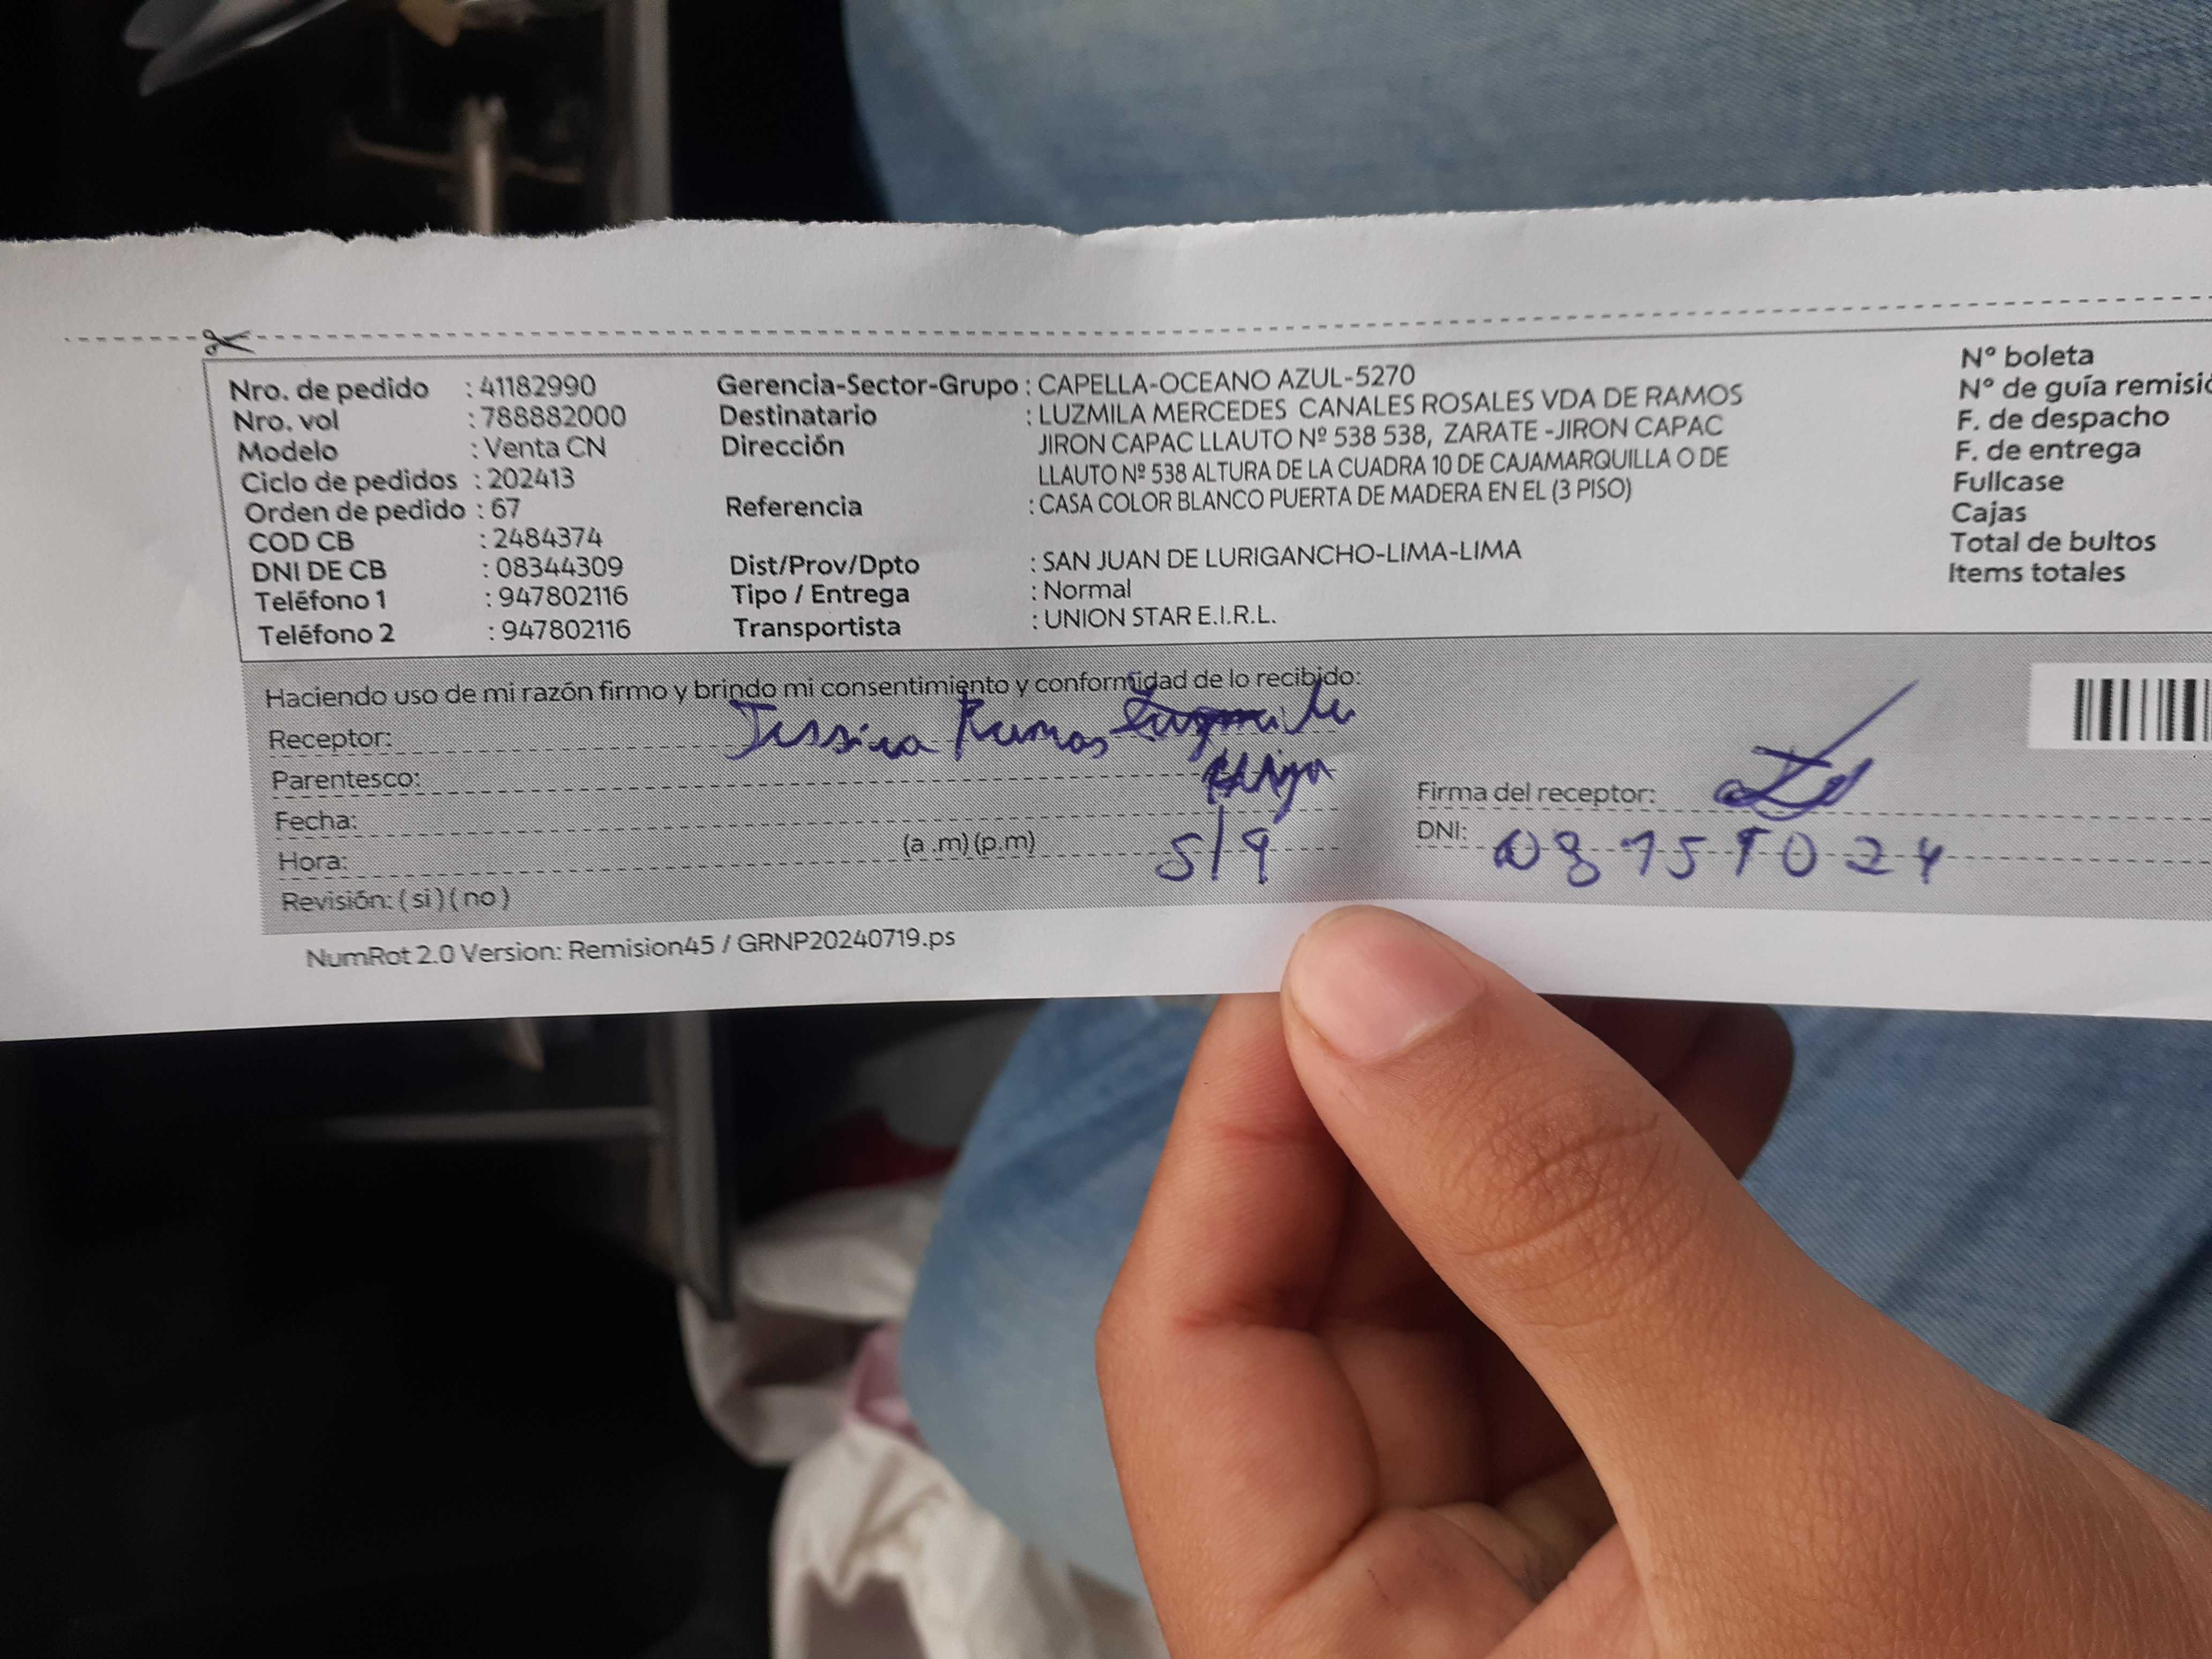 Nro. de pedido : 41182990 Gerencia-Sector-Grupo : CAPELLA-OCEANO AZUL-5270 N° boleta
Nro. vol : 788882000 Destinatario : LUZMILA MERCEDES CANALES ROSALES VDA DE RAMOS N° de guía remisió
Modelo : Venta CN Dirección JIRON CAPAC LLAUTO Nº 538 538, ZARATE -JIRON CAPAC F. de despacho
Ciclo de pedidos : 202413 LLAUTO Nº 538 ALTURA DE LA CUADRA 10 DE CAJAMARQUILLA O DE F. de entrega
Orden de pedido : 67 Referencia : CASA COLOR BLANCO PUERTA DE MADERA EN EL (3 PISO) Fullcase
COD CB : 2484374 Cajas
DNI DE CB : 08344309 Dist/Prov/Dpto : SAN JUAN DE LURIGANCHO-LIMA-LIMA Total de bultos
Teléfono 1 : 947802116 Tipo / Entrega : Normal Items totales
Teléfono 2 : 947802116 Transportista : UNION STAR E.I.R.L.
Haciendo uso de mi razón firmo y brindo mi consentimiento y conformidad de lo recibido:
Receptor: Jessica Ramos
Parentesco: Hija Firma del receptor:
Fecha: DNI:
Hora: (a .m) (p.m) 5/9
Revisión: ( si ) ( no )
NumRot 2.0 Version: Remision45 / GRNP20240719.ps